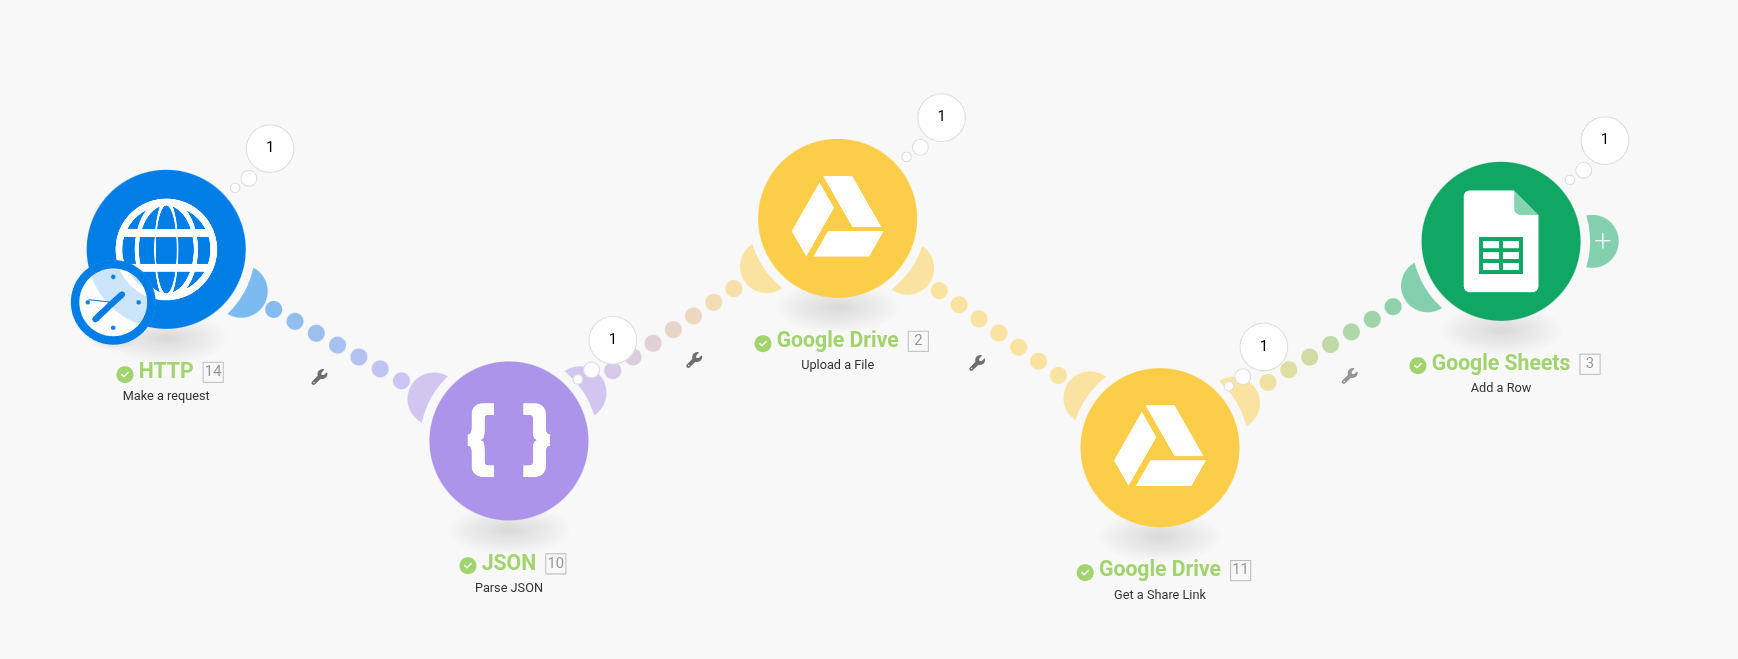 1
HTTP 14
Make a request
1
JSON 10
Parse JSON
1
Google Drive 2
Upload a File
1
Google Drive 11
Get a Share Link
1
Google Sheets 3
Add a Row